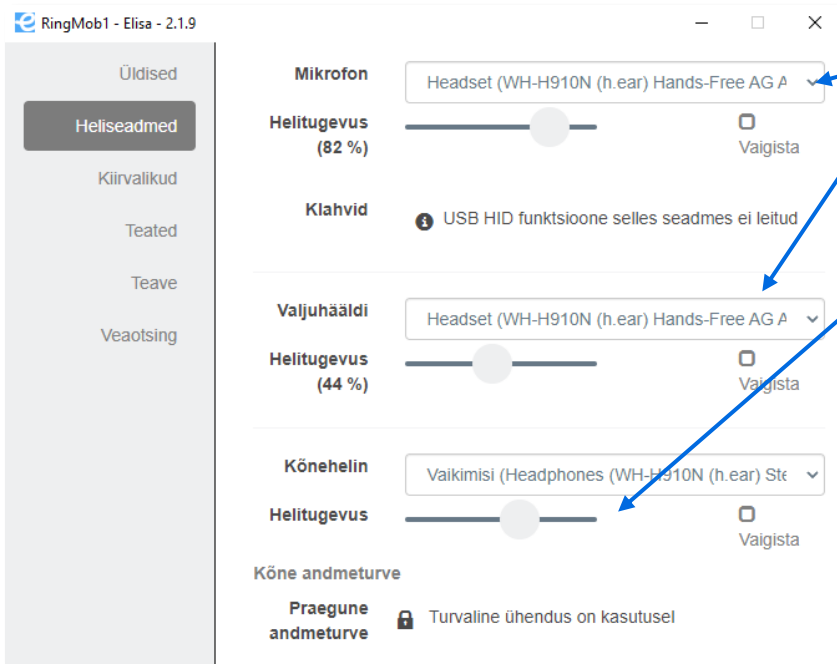 RingMob1 - Elisa - 2.1.9
Üldised
Heliseadmed
Kiirvalikud
Teated
Teave
Veaotsing
Mikrofon
Headset (WH-H910N (h.ear) Hands-Free AG A
Helitugevus
(82 %)
Vaigista
Klahvid
USB HID funktsioone selles seadmes ei leitud
Valjuhääldi
Headset (WH-H910N (h.ear) Hands-Free AG A
Helitugevus
(44 %)
Vaigista
Kõnehelin
Vaikimisi (Headphones (WH-H910N (h.ear) Ste
Helitugevus
Vaigista
Kõne andmeturve
Praegune
andmeturve
Turvaline ühendus on kasutusel